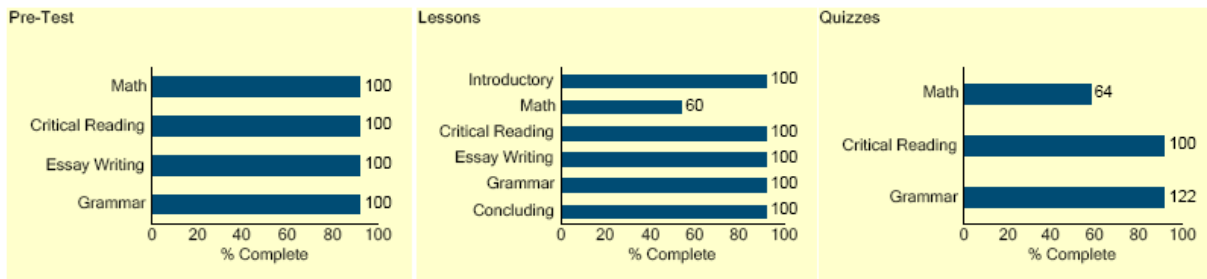 Pre-Test
Math 100
Critical Reading 100
Essay Writing 100
Grammar 100
0 20 40 60 80 100
% Complete
Lessons
Introductory 100
Math 60
Critical Reading 100
Essay Writing 100
Grammar 100
Concluding 100
0 20 40 60 80 100
% Complete
Quizzes
Math 64
Critical Reading 100
Grammar 122
0 20 40 60 80 100
% Complete